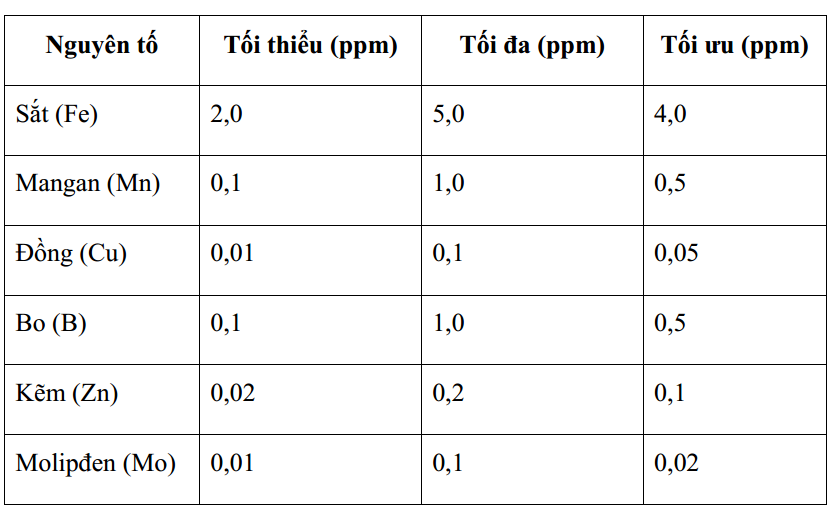 Nguyên tố Tối thiểu (ppm) Tối đa (ppm) Tối ưu (ppm)
Sắt (Fe) 2,0 5,0 4,0
Mangan (Mn) 0,1 1,0 0,5
Đồng (Cu) 0,01 0,1 0,05
Bo (B) 0,1 1,0 0,5
Kẽm (Zn) 0,02 0,2 0,1
Molipđen (Mo) 0,01 0,1 0,02